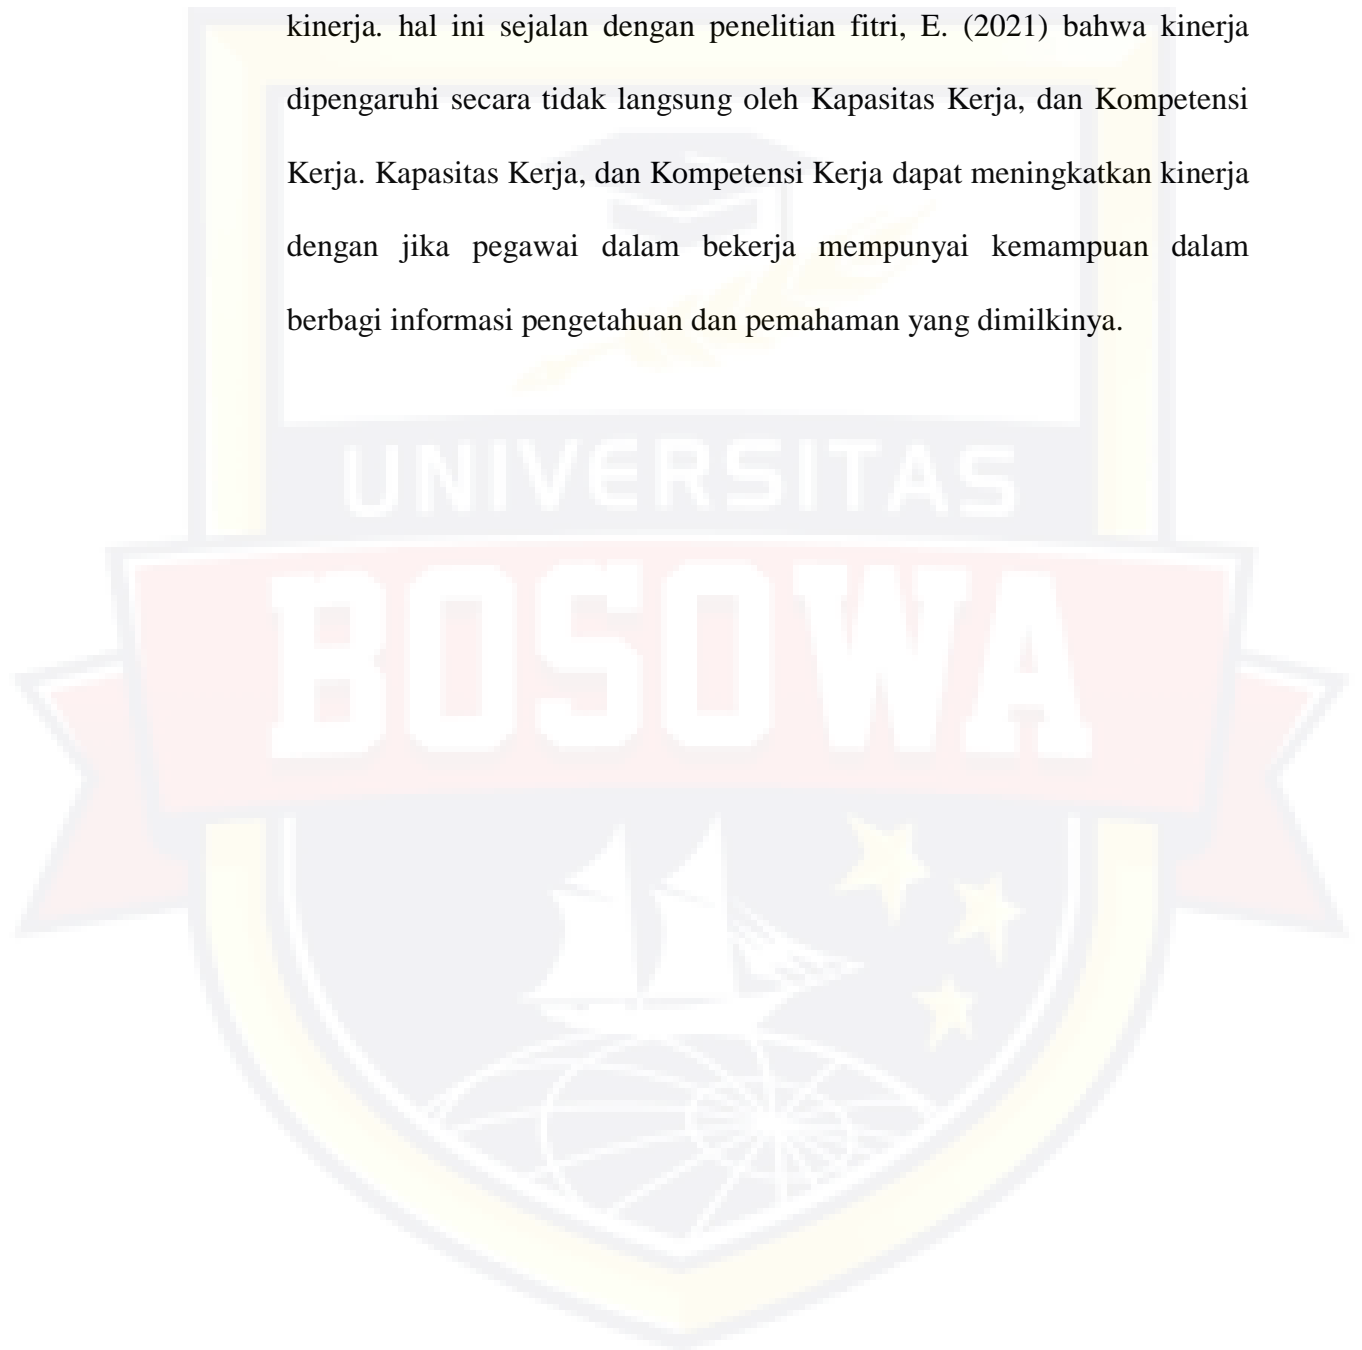 kinerja. hal ini sejalan dengan penelitian fitri, E. (2021) bahwa kinerja
dipengaruhi secara tidak langsung oleh Kapasitas Kerja, dan Kompetensi
Kerja. Kapasitas Kerja, dan Kompetensi Kerja dapat meningkatkan kinerja
dengan jika pegawai dalam bekerja mempunyai kemampuan dalam
berbagi informasi pengetahuan dan pemahaman yang dimilkinya.
UNIVERSITAS
BOSOWA